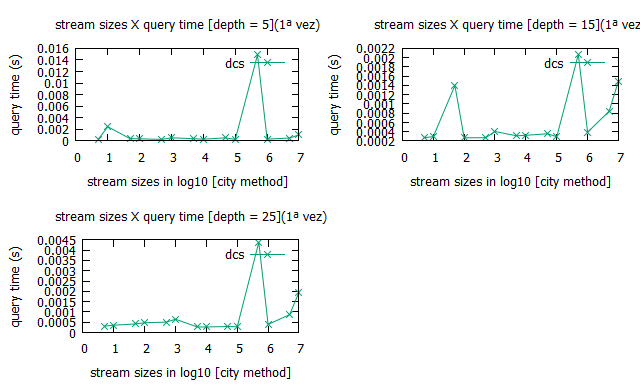 stream sizes X query time [depth = 5](1ª vez)
query time (s)
0.016
0.014
0.012
0.01
0.008
0.006
0.004
0.002
0
dcs
0 1 2 3 4 5 6 7
stream sizes in log10 [city method]
stream sizes X query time [depth = 15](1ª vez
query time (s)
0.0022
0.002
0.0018
0.0016
0.0014
0.0012
0.001
0.0008
0.0006
0.0004
0.0002
dcs
0 1 2 3 4 5 6 7
stream sizes in log10 [city method]
stream sizes X query time [depth = 25](1ª vez)
query time (s)
0.0045
0.004
0.0035
0.003
0.0025
0.002
0.0015
0.001
0.0005
0
dcs
0 1 2 3 4 5 6 7
stream sizes in log10 [city method]